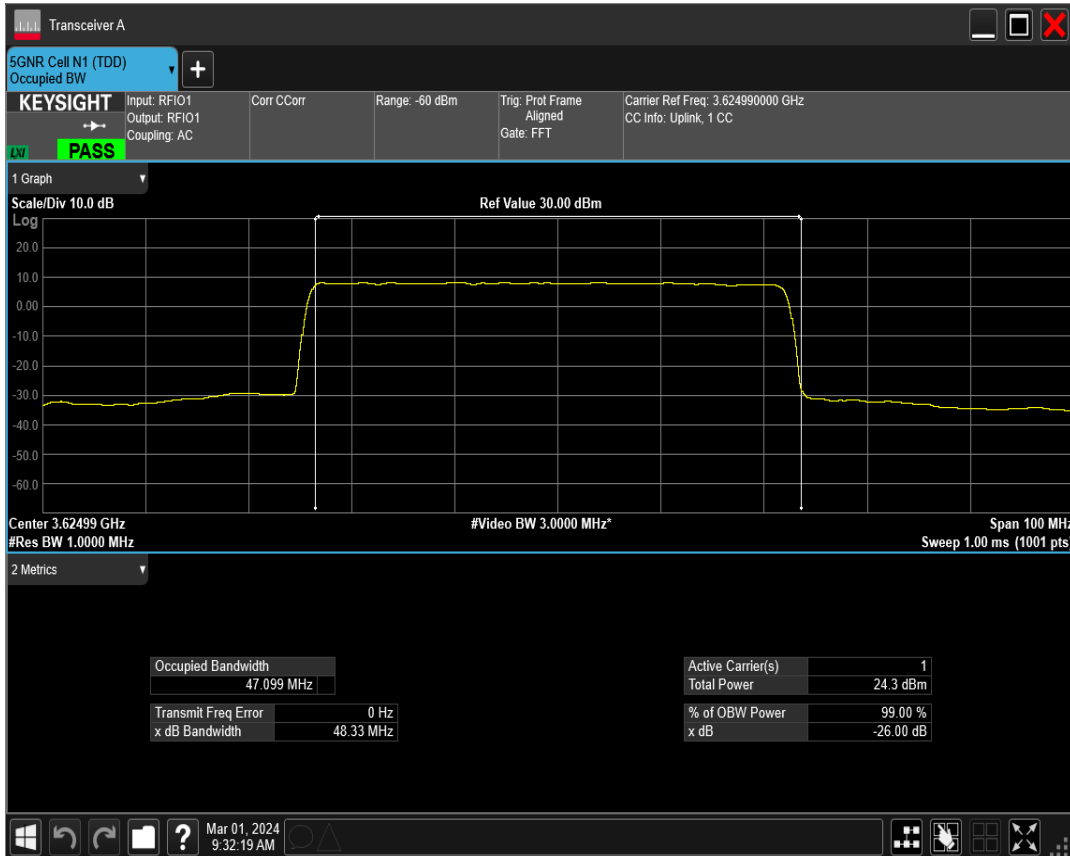 Transceiver A
5GNR Cell N1 (TDD)
Occupied BW
+
KEYSIGHT
LXI
PASS
Input: RFIO1
Output: RFIO1
Coupling: AC
Corr CCorr
Range: -60 dBm
Trig: Prot Frame
Aligned
Gate: FFT
Carrier Ref Freq: 3.624990000 GHz
CC Info: Uplink, 1 CC
1 Graph
Scale/Div 10.0 dB
Ref Value 30.00 dBm
Log
20.0
10.0
0.00
-10.0
-20.0
-30.0
-40.0
-50.0
-60.0
Center 3.62499 GHz
#Video BW 3.0000 MHz*
Span 100 MHz
#Res BW 1.0000 MHz
Sweep 1.00 ms (1001 pts)
2 Metrics
Occupied Bandwidth
47.099 MHz
Transmit Freq Error 0 Hz
x dB Bandwidth 48.33 MHz
Active Carrier(s) 1
Total Power 24.3 dBm
% of OBW Power 99.00 %
x dB -26.00 dB
?
Mar 01, 2024
9:32:19 AM